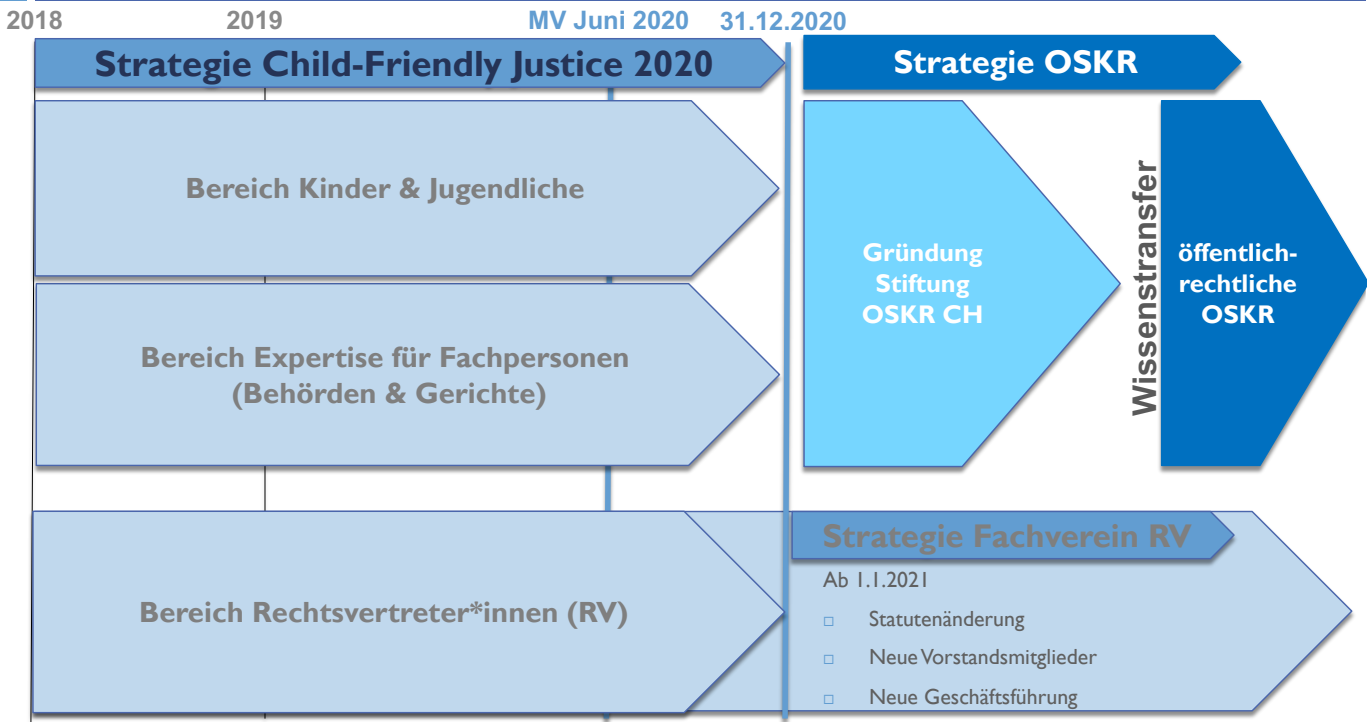 2018
2019
MV Juni 2020
31.12.2020
Strategie Child-Friendly Justice 2020
Strategie OSKR
Bereich Kinder & Jugendliche
Bereich Expertise für Fachpersonen
(Behörden & Gerichte)
Gründung
Stiftung
OSKR CH
Wissenstransfer
öffentlich-
rechtliche
OSKR
Bereich Rechtsvertreter*innen (RV)
Strategie Fachverein RV
Ab 1.1.2021
□ Statutenänderung
□ Neue Vorstandsmitglieder
□ Neue Geschäftsführung